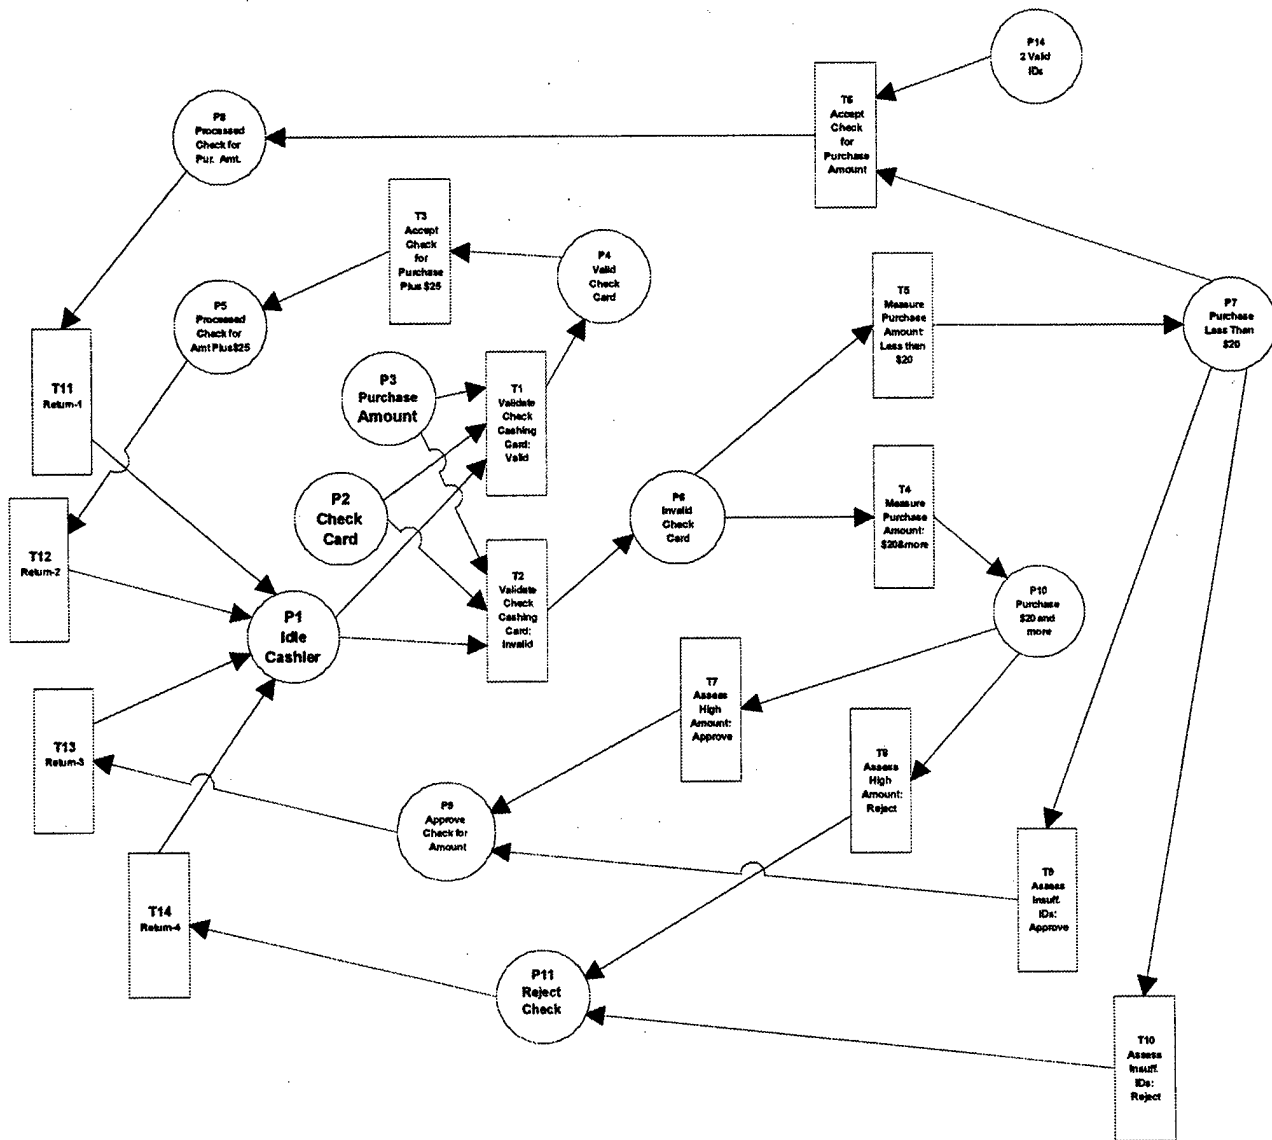 P14
2 Valid
IDs
T6
Accept
Check
for
Purchase
Amount
P8
Processed
Check for
Pur. Amt.
T3
Accept
Check
for
Purchase
Plus $25
P4
Valid
Check
Card
T5
Measure
Purchase
Amount:
Less than
$20
P7
Purchase
Less Than
$20
P5
Processed
Check for
Amt Plus$25
T11
Return-1
P3
Purchase
Amount
T1
Validate
Check
Cashing
Card:
Valid
P2
Check
Card
P6
Invalid
Check
Card
T4
Measure
Purchase
Amount:
$20&more
T12
Return-2
T2
Validate
Check
Cashing
Card:
Invalid
P1
Idle
Cashier
P10
Purchase
$20 and
more
T7
Assess
High
Amount:
Approve
T8
Assess
High
Amount:
Reject
T13
Return-3
P9
Approve
Check for
Amount
T9
Assess
Insuff.
IDs:
Approve
T14
Return-4
P11
Reject
Check
T10
Assess
Insuff.
IDs:
Reject